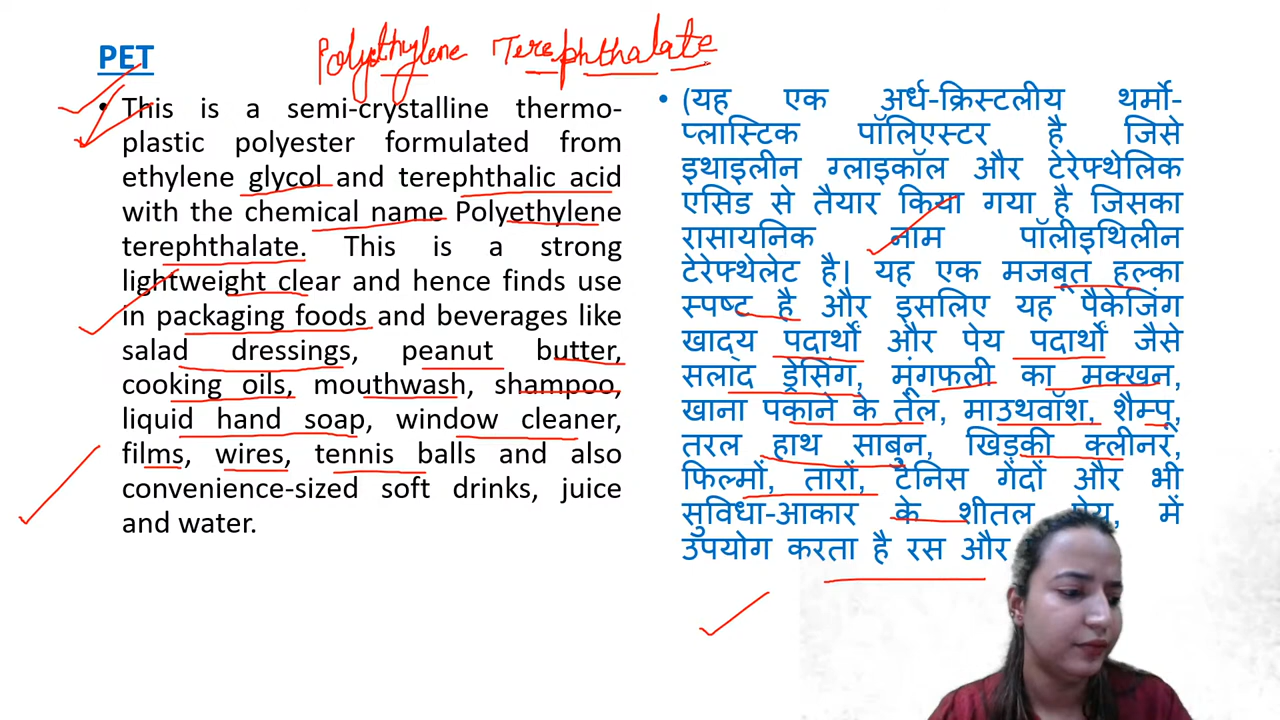 PET
Polyethylene Terephthalate
• This is a semi-crystalline thermo-
plastic polyester formulated from
ethylene glycol and terephthalic acid
with the chemical name Polyethylene
terephthalate. This is a strong
lightweight clear and hence finds use
in packaging foods and beverages like
salad dressings, peanut butter,
cooking oils, mouthwash, shampoo,
liquid hand soap, window cleaner,
films, wires, tennis balls and also
convenience-sized soft drinks, juice
and water.
• (यह एक अर्ध-क्रिस्टलीय थर्मो-
प्लास्टिक पॉलिएस्टर है जिसे
इथाइलीन ग्लाइकॉल और टेरेफ्थेलिक
एसिड से तैयार किया गया है जिसका
रासायनिक नाम पॉलीइथिलीन
टेरेफ्थेलेट है। यह एक मजबूत हल्का
स्पष्ट है और इसलिए यह पैकेजिंग
खाद्य पदार्थों और पेय पदार्थों जैसे
सलाद ड्रेसिंग, मूंगफली का मक्खन,
खाना पकाने के तेल, माउथवॉश, शैम्पू,
तरल हाथ साबुन, खिड़की क्लीनर,
फिल्मों, तारों, टेनिस गेंदों और भी
सुविधा-आकार के शीतल पेय, में
उपयोग करता है रस और